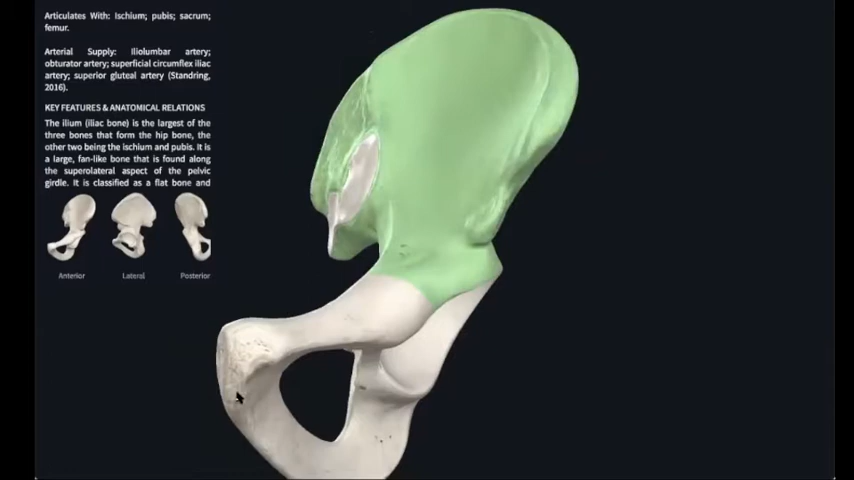 Articulates With: Ischium; pubis; sacrum;
femur.
Arterial Supply: Iliolumbar artery;
obturator artery; superficial circumflex iliac
artery; superior gluteal artery (Standring,
2016).
KEY FEATURES & ANATOMICAL RELATIONS
The ilium (iliac bone) is the largest of the
three bones that form the hip bone, the
other two being the ischium and pubis. It is
a large, fan-like bone that is found along
the superolateral aspect of the pelvic
girdle. It is classified as a flat bone and
Anterior Lateral Posterior